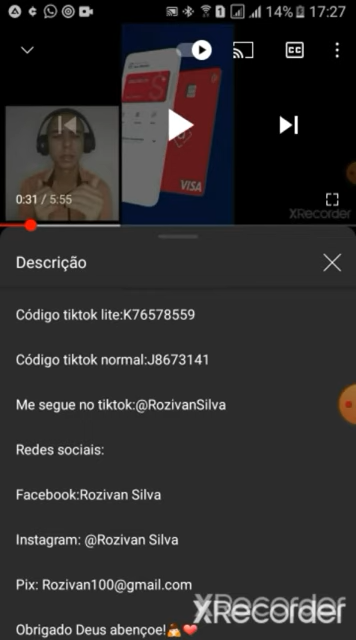 14% 17:27
CC
S
VISA
0:31 / 5:55
XRecorder
Descrição
Código tiktok lite:K76578559
Código tiktok normal:J8673141
Me segue no tiktok:@RozivanSilva
Redes sociais:
Facebook:Rozivan Silva
Instagram: @Rozivan Silva
Pix: Rozivan100@gmail.com
XRecorder
XRecorder
Obrigado Deus abençoe!🙏❤️